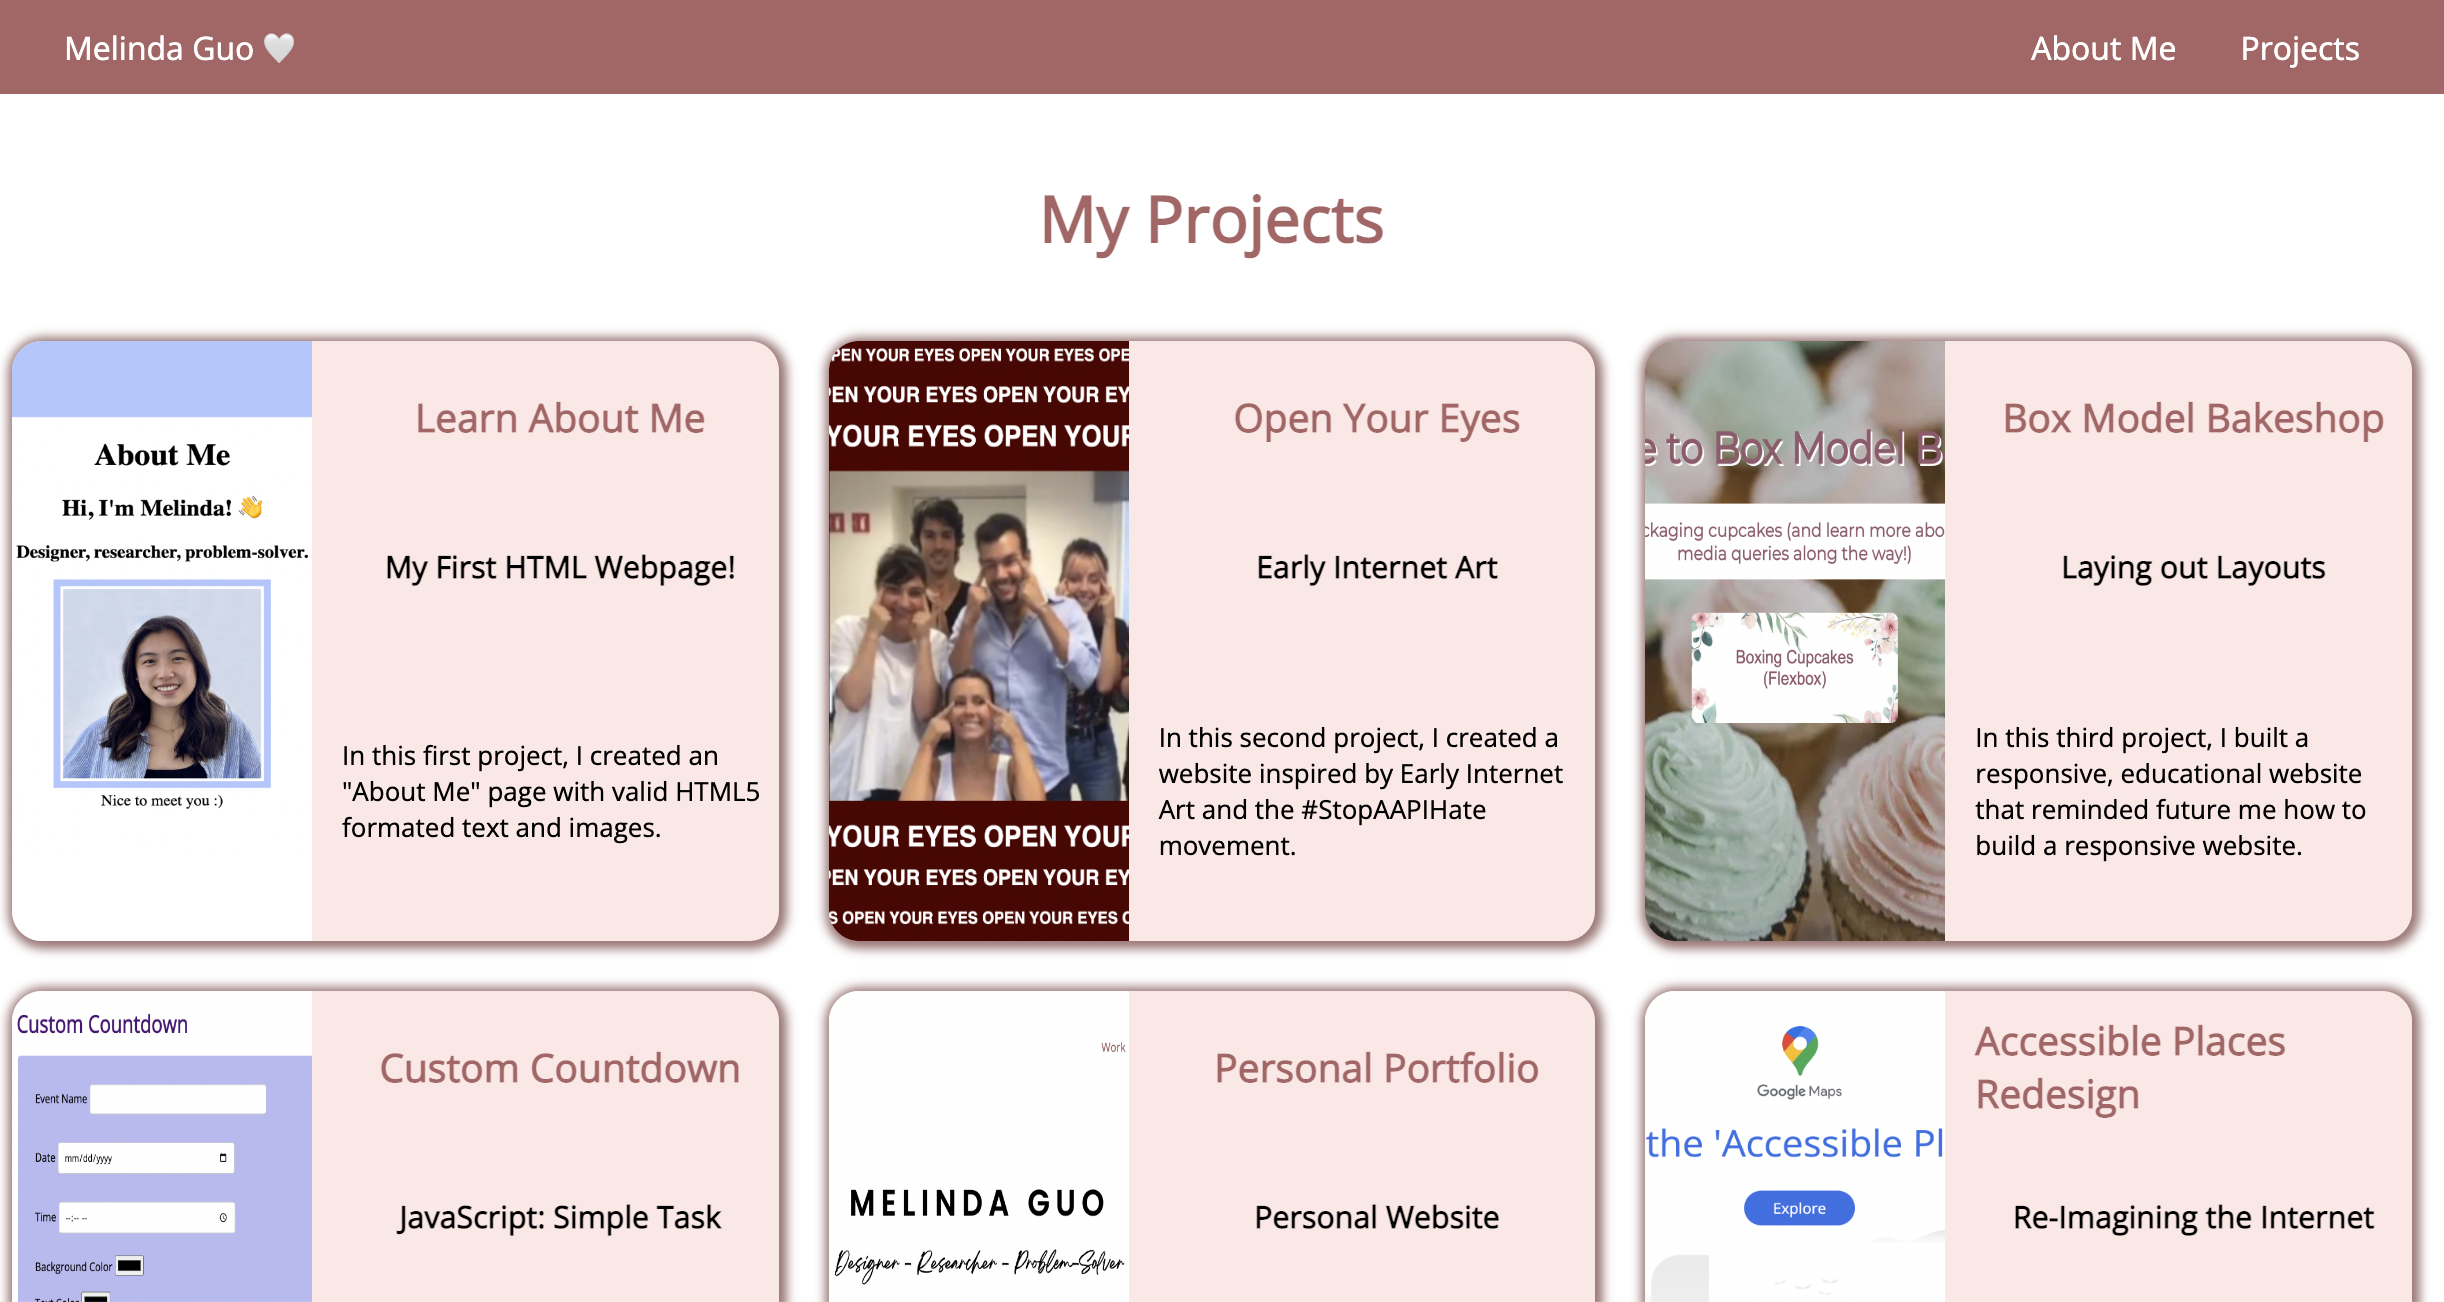 Melinda Guo 🤍
About Me
Projects
My Projects
About Me
Hi, I'm Melinda! 👋
Designer, researcher, problem-solver.
Nice to meet you :)
Learn About Me
My First HTML Webpage!
In this first project, I created an
"About Me" page with valid HTML5
formated text and images.
PEN YOUR EYES OPEN YOUR EYES OPE
EN YOUR EYES OPEN YOUR EY
YOUR EYES OPEN YOUR
YOUR EYES OPEN YOUR
EN YOUR EYES OPEN YOUR EY
S OPEN YOUR EYES OPEN YOUR EYES O
Open Your Eyes
Early Internet Art
In this second project, I created a
website inspired by Early Internet
Art and the #StopAAPIHate
movement.
e to Box Model B
ckaging cupcakes (and learn more abo
media queries along the way!)
Boxing Cupcakes
(Flexbox)
Box Model Bakeshop
Laying out Layouts
In this third project, I built a
responsive, educational website
that reminded future me how to
build a responsive website.
Custom Countdown
Event Name
Date mm/dd/yyyy
Time --:-- --
Background Color
Text Color
Custom Countdown
JavaScript: Simple Task
Work
MELINDA GUO
Designer - Researcher - Problem-Solver
Personal Portfolio
Personal Website
Google Maps
the 'Accessible Pl
Explore
Accessible Places
Redesign
Re-Imagining the Internet